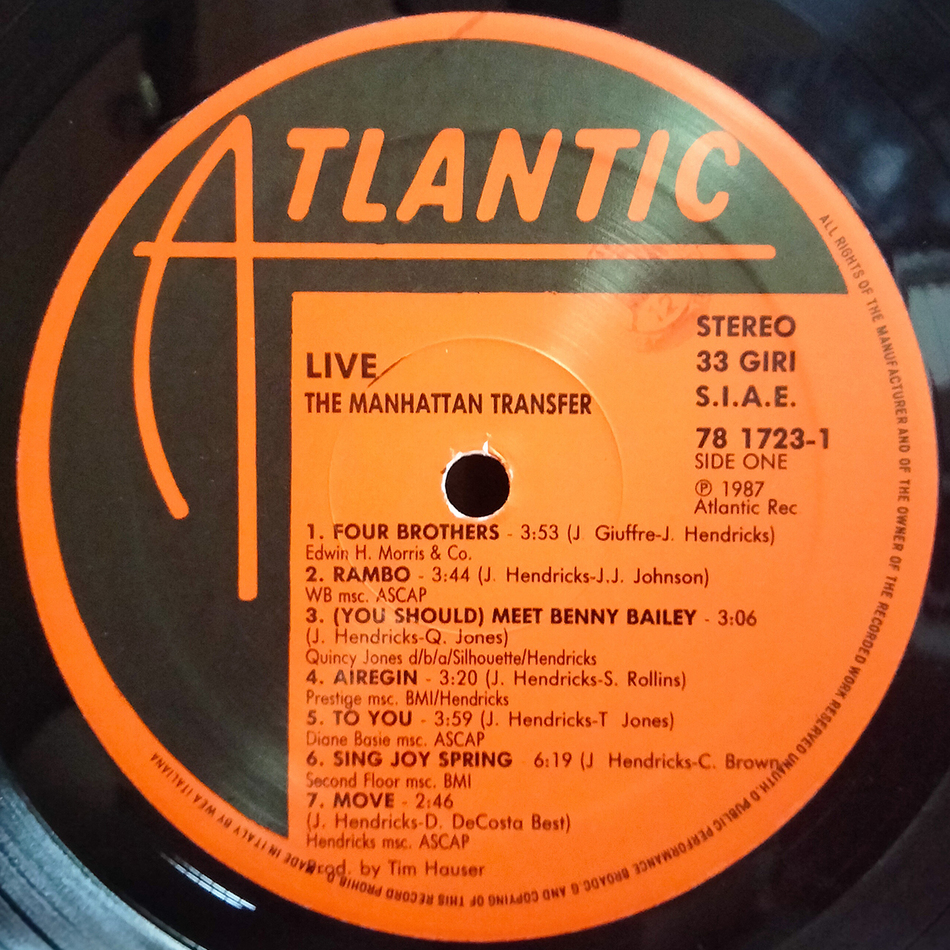 ATLANTIC
LIVE
THE MANHATTAN TRANSFER
STEREO
33 GIRI
S.I.A.E.
78 1723-1
SIDE ONE
℗ 1987
Atlantic Rec
1. FOUR BROTHERS - 3:53 (J Giuffre-J. Hendricks)
Edwin H. Morris & Co.
2. RAMBO - 3:44 (J. Hendricks-J.J. Johnson)
WB msc. ASCAP
3. (YOU SHOULD) MEET BENNY BAILEY - 3:06
(J. Hendricks-Q. Jones)
Quincy Jones d/b/a/Silhouette/Hendricks
4. AIREGIN - 3:20 (J. Hendricks-S. Rollins)
Prestige msc. BMI/Hendricks
5. TO YOU - 3:59 (J. Hendricks-T Jones)
Diane Basie msc. ASCAP
6. SING JOY SPRING 6:19 (J Hendricks-C. Brown
Second Floor msc. BMI
7. MOVE - 2:46
(J. Hendricks-D. DeCosta Best)
Hendricks msc. ASCAP
Prod. by Tim Hauser
ALL RIGHTS OF THE MANUFACTURER AND OF THE OWNER OF THE RECORDED WORK RESERVED UNAUTH.D PUBLIC PERFORMANCE BROADC.G AND COPYING OF THIS RECORD PROHIB.D MADE IN ITALY BY WEA ITALIANA